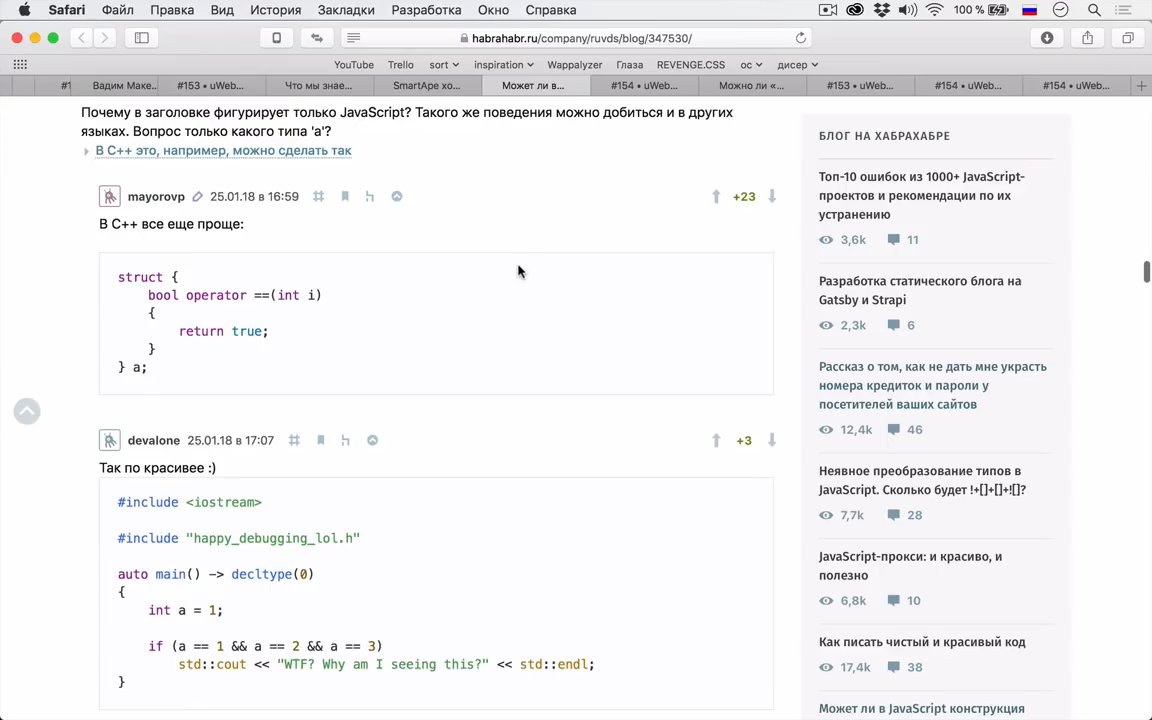 Safari Файл Правка Вид История Закладки Разработка Окно Справка 100 %
habrahabr.ru/company/ruvds/blog/347530/
YouTube Trello sort inspiration Wappalyzer Глаза REVENGE.CSS ос дисер
#1 Вадим Маке... #153 • uWeb... Что мы знае... SmartApe хо... Может ли в... #154 • uWeb... Можно ли «... #153 • uWeb... #154 • uWeb... #154 • uWeb...
Почему в заголовке фигурирует только JavaScript? Такого же поведения можно добиться и в других
языках. Вопрос только какого типа 'a'?
В C++ это, например, можно сделать так
mayorovp 25.01.18 в 16:59 +23
В C++ все еще проще:
struct {
bool operator ==(int i)
{
return true;
}
} a;
devalone 25.01.18 в 17:07 +3
Так по красивее :)
#include <iostream>
#include "happy_debugging_lol.h"
auto main() -> decltype(0)
{
int a = 1;
if (a == 1 && a == 2 && a == 3)
std::cout << "WTF? Why am I seeing this?" << std::endl;
}
БЛОГ НА ХАБРАХАБРЕ
Топ-10 ошибок из 1000+ JavaScript-
проектов и рекомендации по их
устранению
3,6k 11
Разработка статического блога на
Gatsby и Strapi
2,3k 6
Рассказ о том, как не дать мне украсть
номера кредиток и пароли у
посетителей ваших сайтов
12,4k 46
Неявное преобразование типов в
JavaScript. Сколько будет !+[]+[]+![]?
7,7k 28
JavaScript-прокси: и красиво, и
полезно
6,8k 10
Как писать чистый и красивый код
17,4k 38
Может ли в JavaScript конструкция